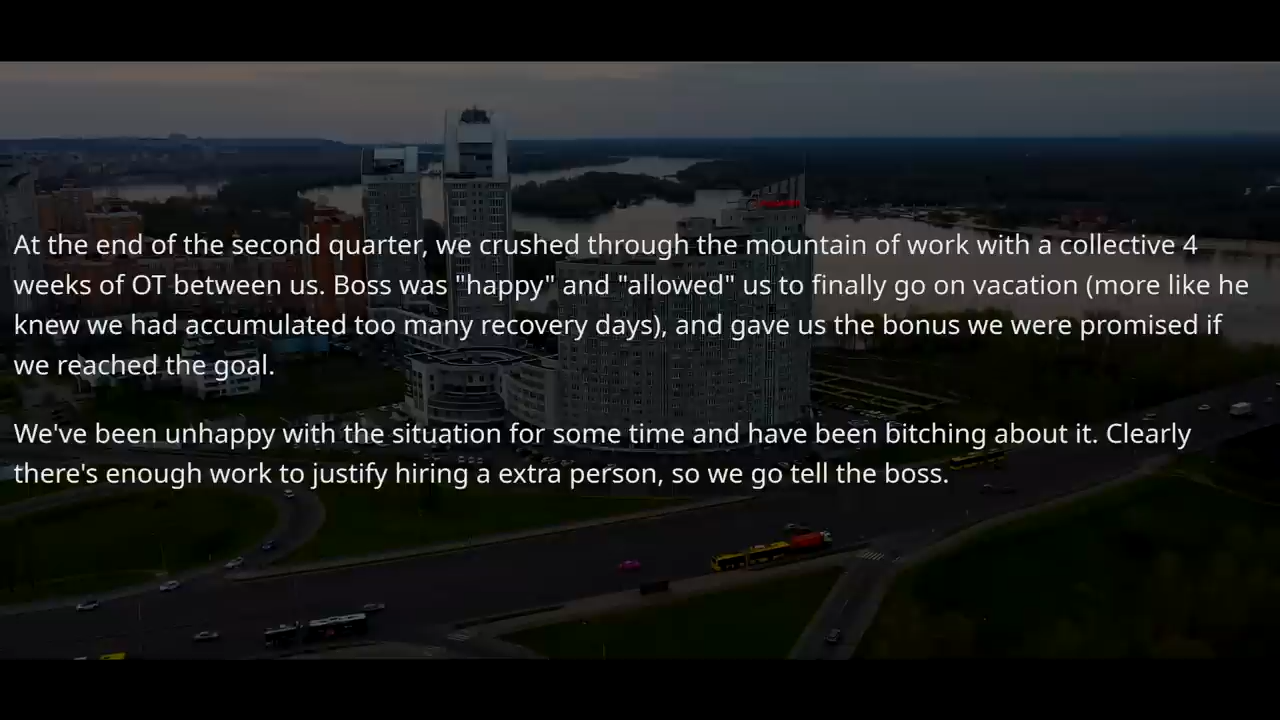 At the end of the second quarter, we crushed through the mountain of work with a collective 4
weeks of OT between us. Boss was "happy" and "allowed" us to finally go on vacation (more like he
knew we had accumulated too many recovery days), and gave us the bonus we were promised if
we reached the goal.
We've been unhappy with the situation for some time and have been bitching about it. Clearly
there's enough work to justify hiring a extra person, so we go tell the boss.